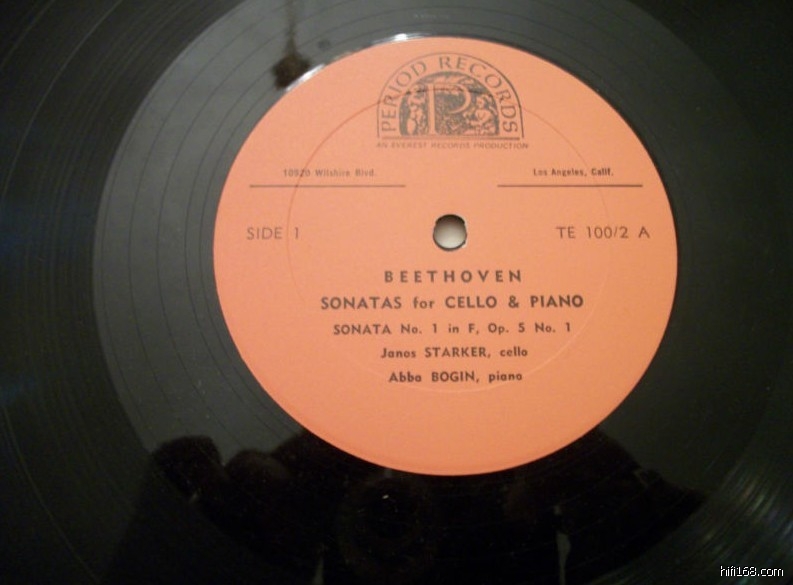 PERIOD RECORDS
P
AN EVEREST RECORDS PRODUCTION
10920 Wilshire Blvd. Los Angeles, Calif.
SIDE 1 TE 100/2 A
BEETHOVEN
SONATAS for CELLO & PIANO
SONATA No. 1 in F, Op. 5 No. 1
Janos STARKER, cello
Abba BOGIN, piano
hifi168.com